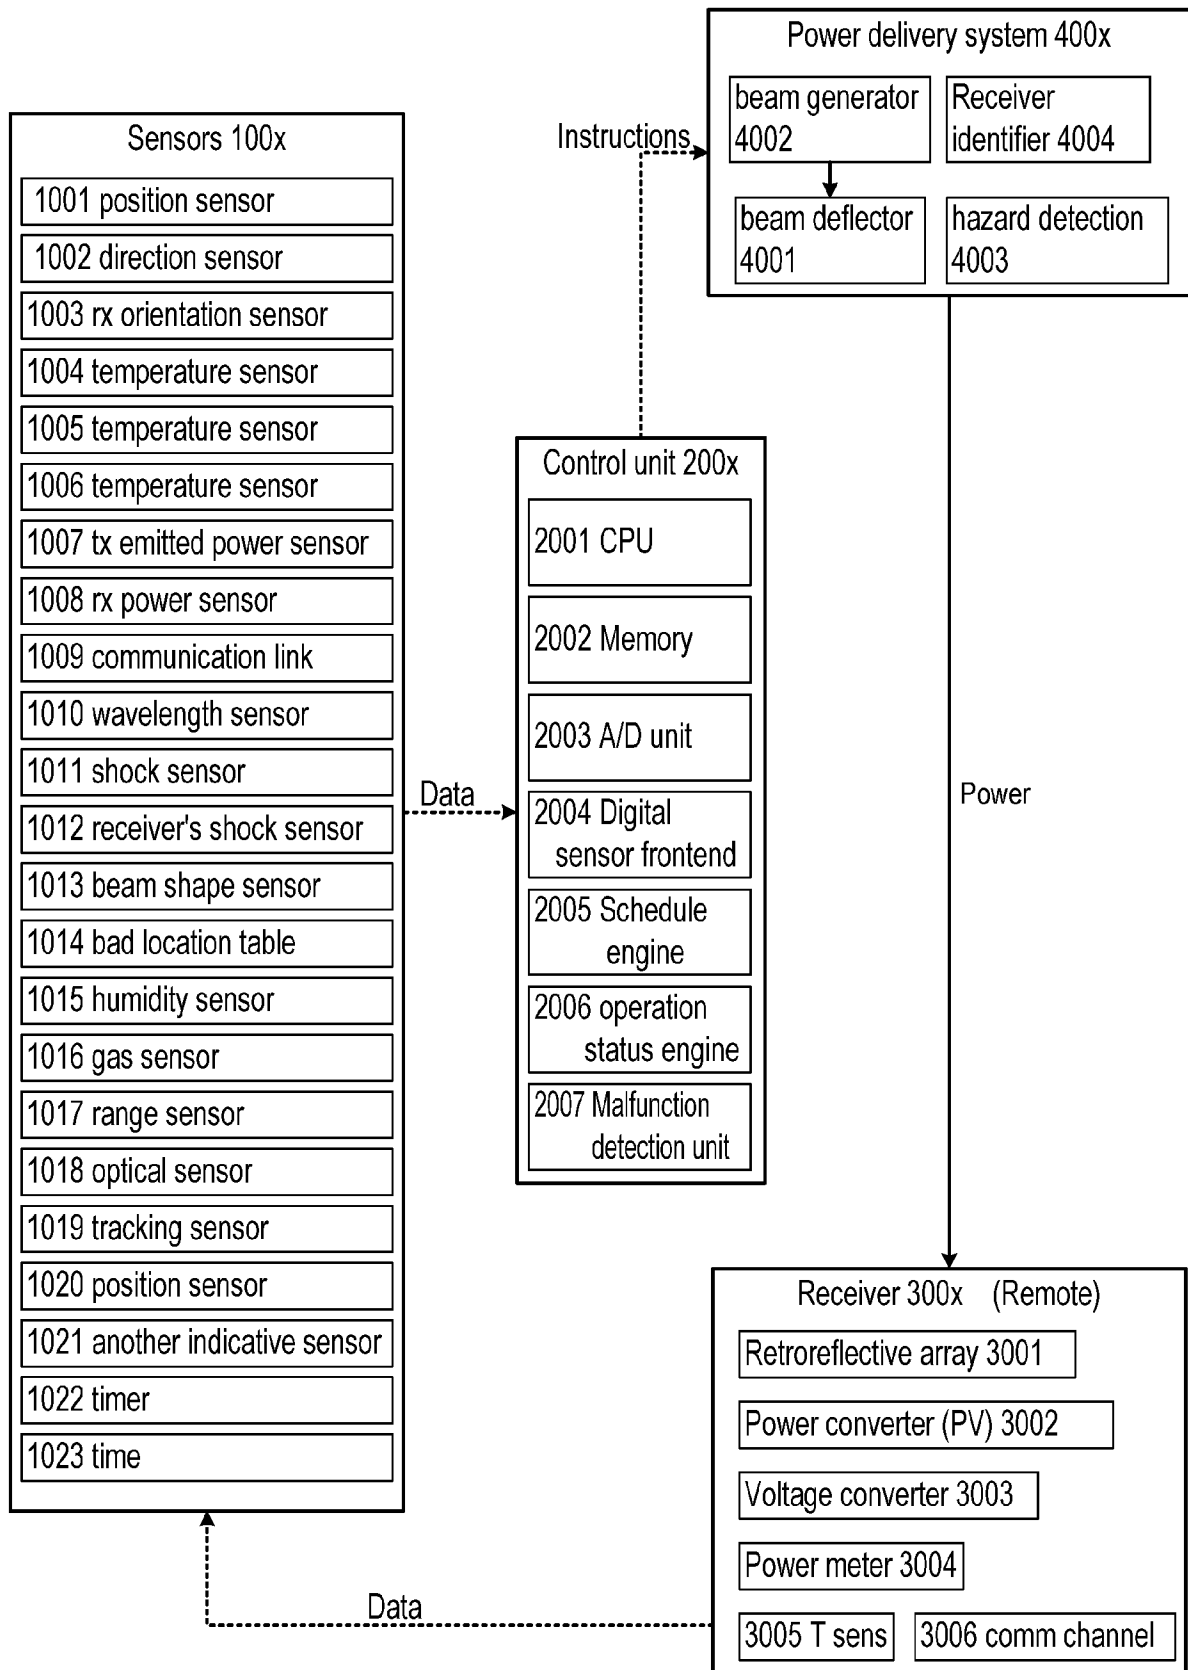 Power delivery system 400x
beam generator
4002
Receiver
identifier 4004
beam deflector
4001
hazard detection
4003
Instructions
Sensors 100x
1001 position sensor
1002 direction sensor
1003 rx orientation sensor
1004 temperature sensor
1005 temperature sensor
1006 temperature sensor
1007 tx emitted power sensor
1008 rx power sensor
1009 communication link
1010 wavelength sensor
1011 shock sensor
1012 receiver's shock sensor
1013 beam shape sensor
1014 bad location table
1015 humidity sensor
1016 gas sensor
1017 range sensor
1018 optical sensor
1019 tracking sensor
1020 position sensor
1021 another indicative sensor
1022 timer
1023 time
Data
Control unit 200x
2001 CPU
2002 Memory
2003 A/D unit
2004 Digital
sensor frontend
2005 Schedule
engine
2006 operation
status engine
2007 Malfunction
detection unit
Power
Receiver 300x (Remote)
Retroreflective array 3001
Power converter (PV) 3002
Voltage converter 3003
Power meter 3004
3005 T sens
3006 comm channel
Data